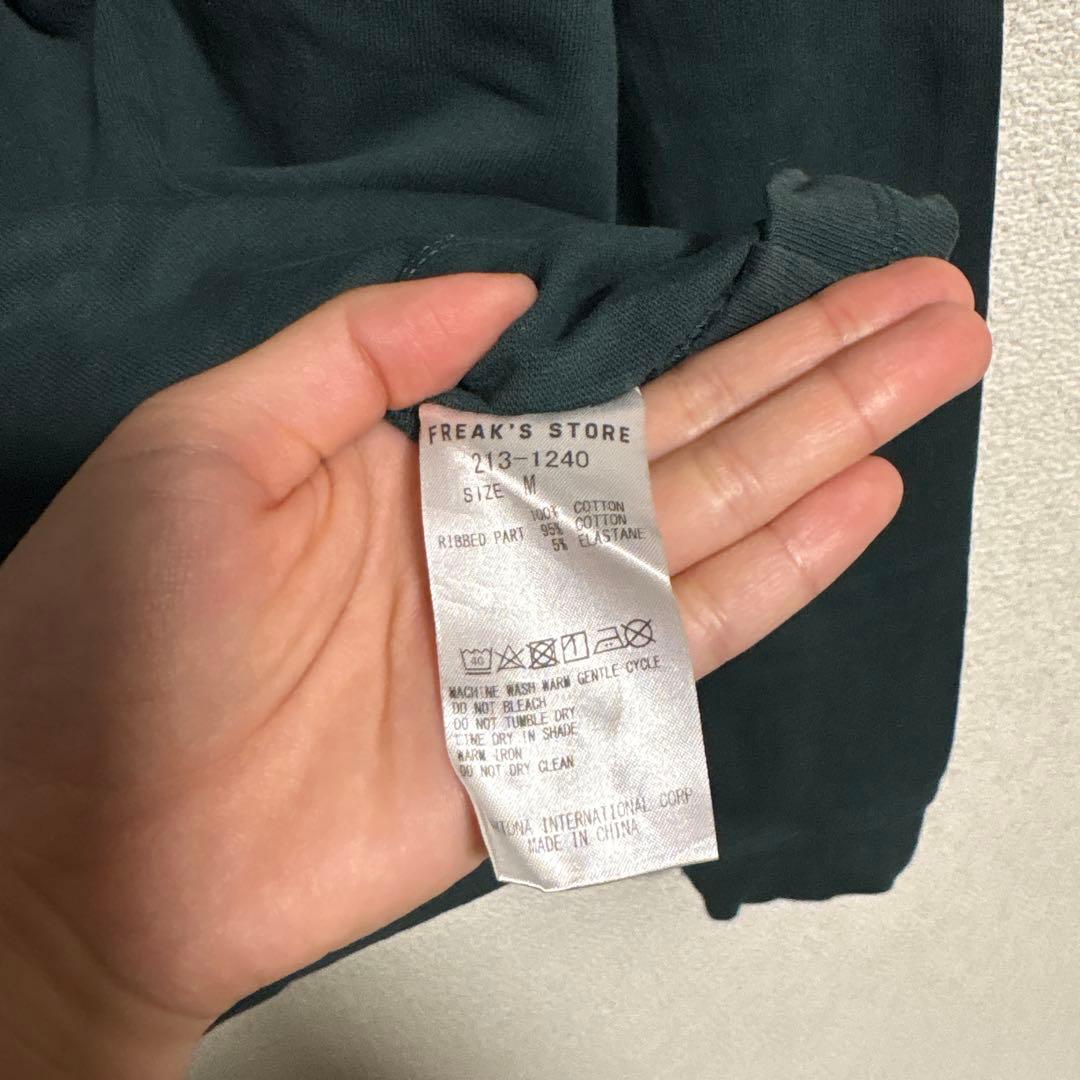 FREAK'S STORE
213-1240
SIZE M
100% COTTON
RIBBED PART 95% COTTON
5% ELASTANE
40
MACHINE WASH WARM GENTLE CYCLE
DO NOT BLEACH
DO NOT TUMBLE DRY
LINE DRY IN SHADE
WARM IRON
DO NOT DRY CLEAN
INTERNATIONAL CORP
MADE IN CHINA